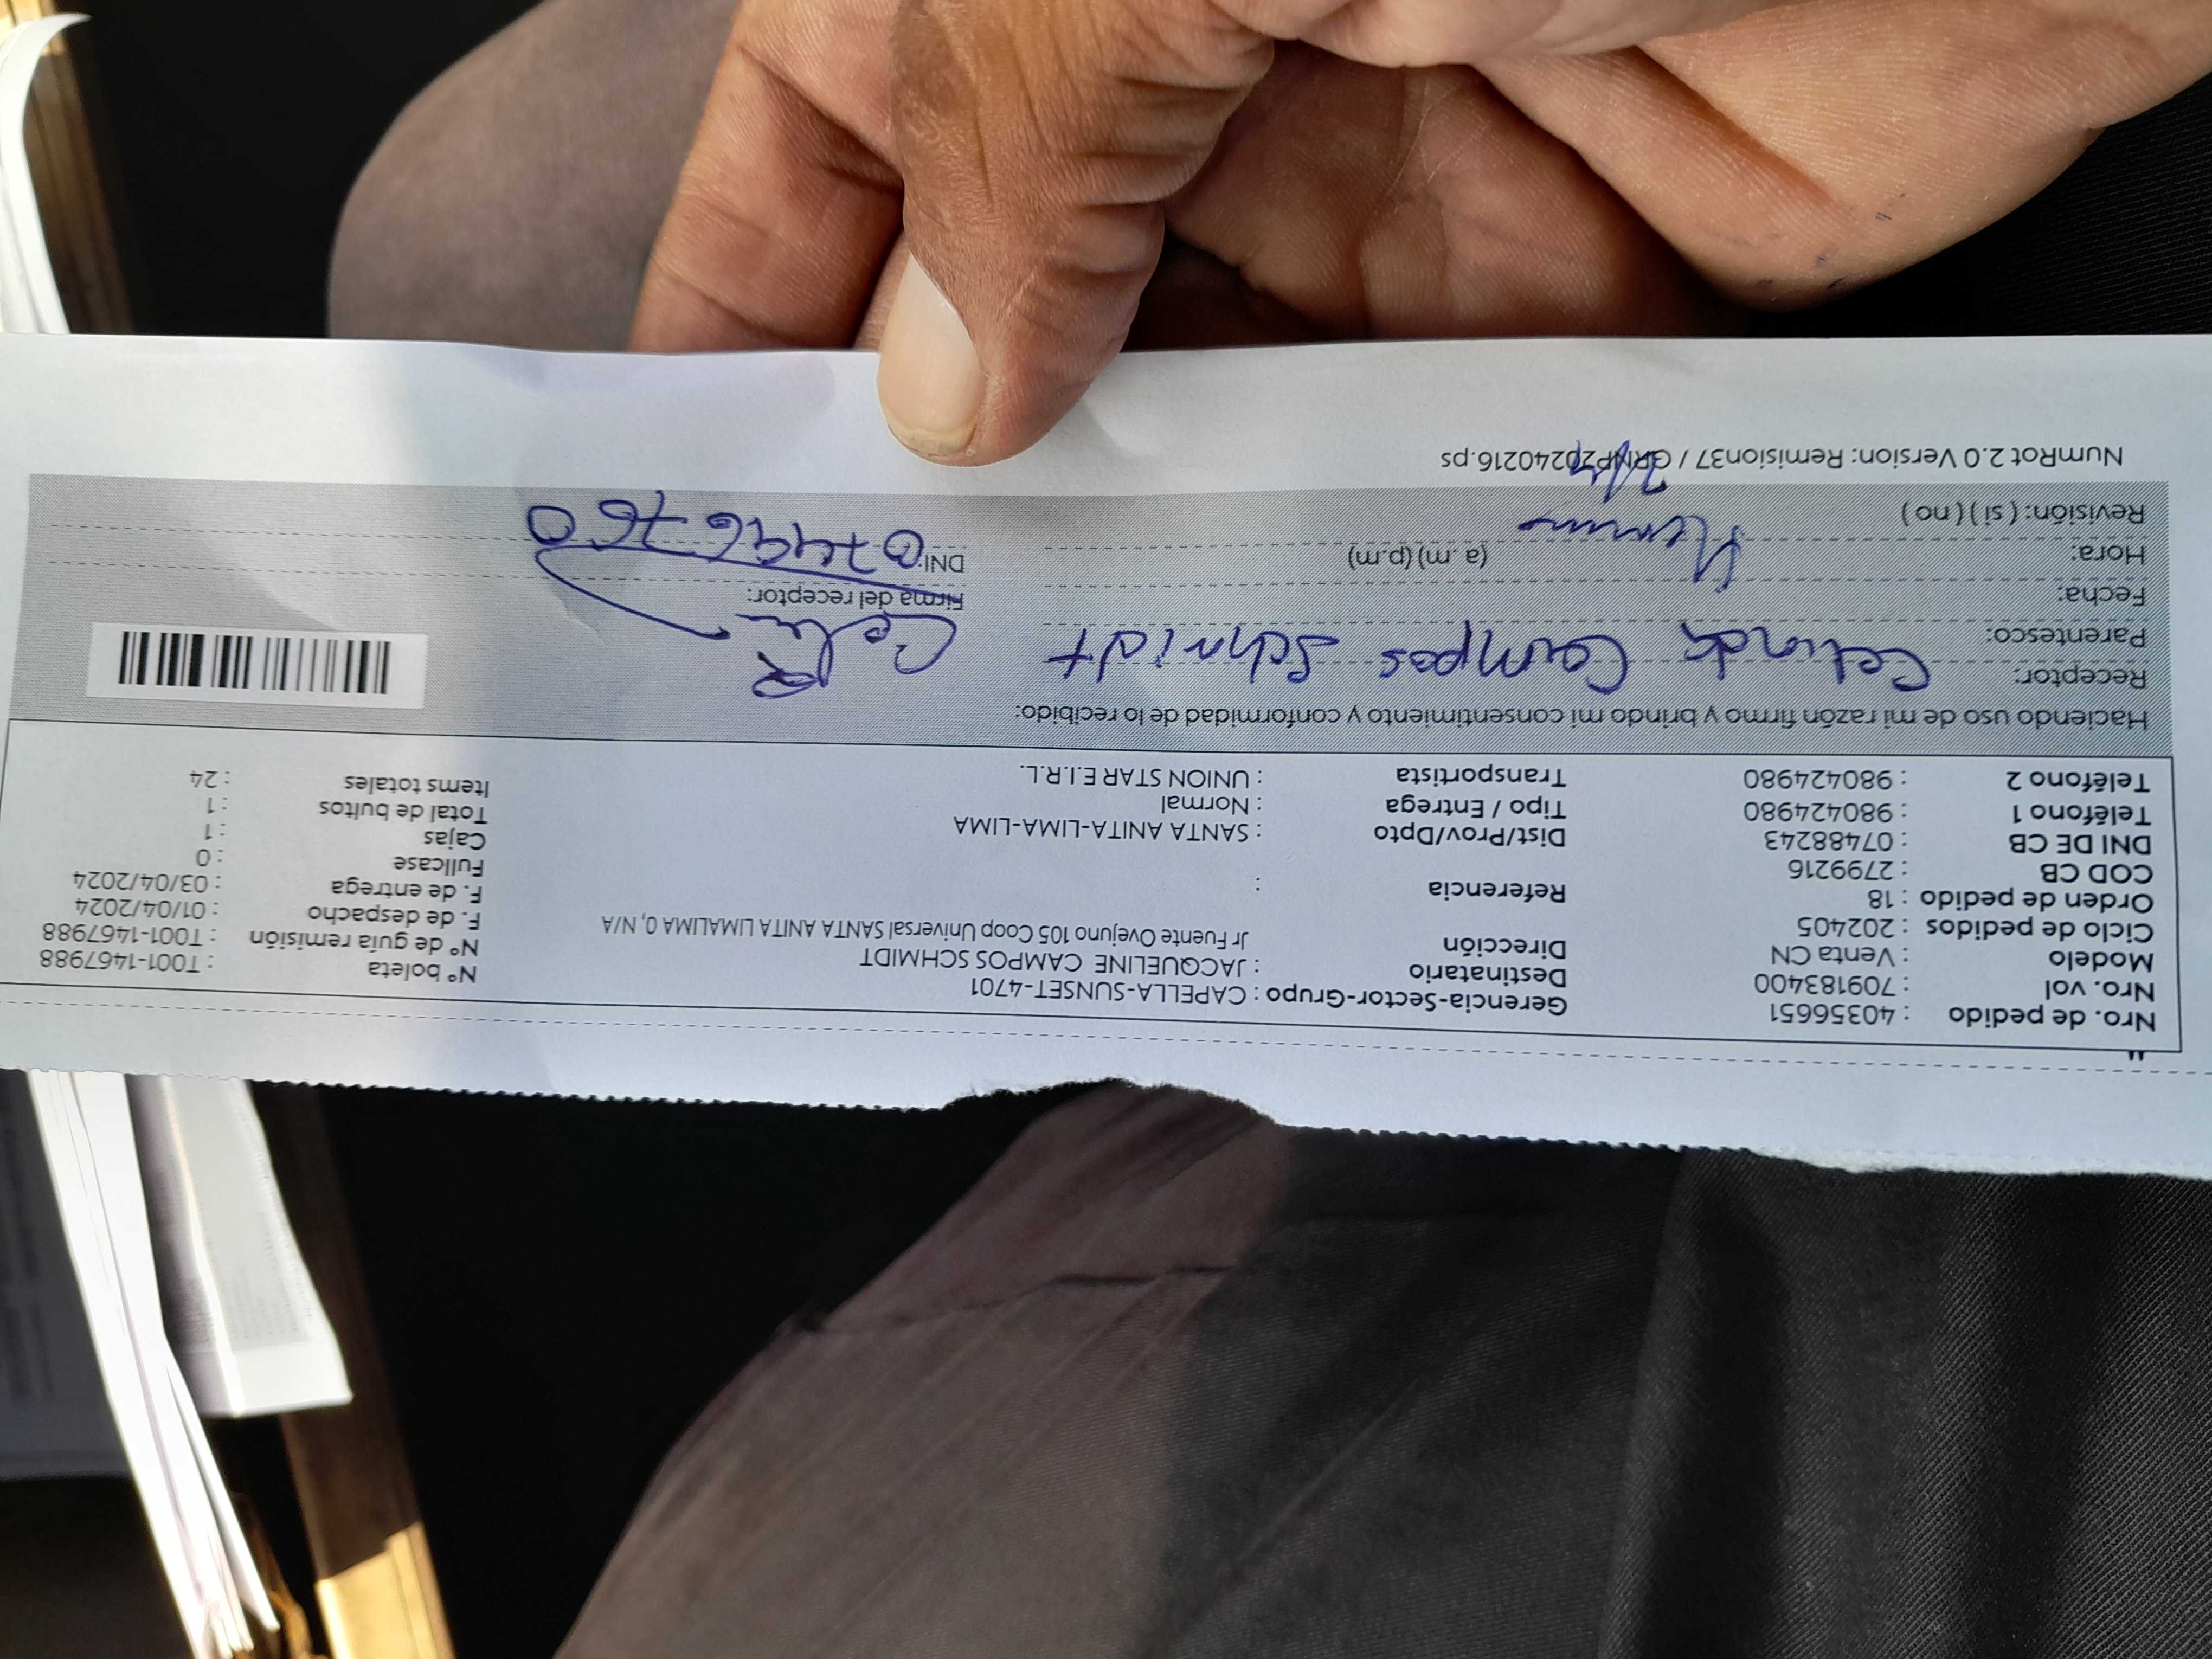 Nro. de pedido : 40356651
Nro. vol : 709183400
Modelo : Venta CN
Ciclo de pedidos : 202405
Orden de pedido : 18
COD CB : 2799216
DNI DE CB : 07488243
Teléfono 1 : 980424980
Teléfono 2 : 980424980
Gerencia-Sector-Grupo : CAPELLA-SUNSET-4701
Destinatario : JACQUELINE CAMPOS SCHMIDT
Dirección Jr Fuente Ovejuno 105 Coop Universal SANTA ANITA LIMALIMA 0, N/A
Referencia :
Dist/Prov/Dpto : SANTA ANITA-LIMA-LIMA
Tipo / Entrega : Normal
Transportista : UNION STAR E.I.R.L.
N° boleta : T001-1467988
N° de guía remisión : T001-1467988
F. de despacho : 01/04/2024
F. de entrega : 03/04/2024
Fullcase : 0
Cajas : 1
Total de bultos : 1
Items totales : 24
Haciendo uso de mi razón firmo y brindo mi consentimiento y conformidad de lo recibido:
Receptor: Celinda Campos Schmidt
Parentesco:
Fecha:
Hora: (a.m) (p.m)
Revisión: ( si ) ( no )
Firma del receptor:
DNI: 07496760
NumRot 2.0 Version: Remision37 / GRNP20240216.ps